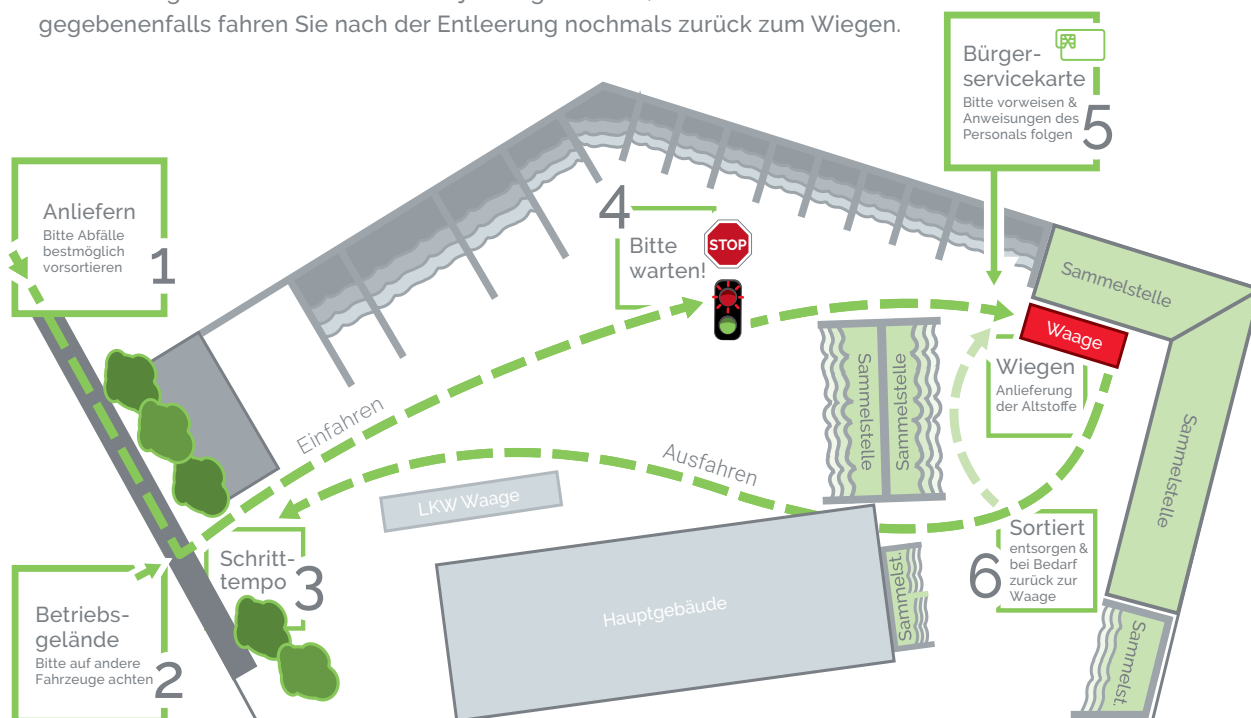 gegebenenfalls fahren Sie nach der Entleerung nochmals zurück zum Wiegen.
Bürger-
servicekarte
Bitte vorweisen &
Anweisungen des
Personals folgen
5
Anliefern
Bitte Abfälle
bestmöglich
vorsortieren
1
4
Bitte
warten!
STOP
Sammelstelle
Waage
Wiegen
Anlieferung
der Altstoffe
Sammelstelle
Sammelstelle
Sammelstelle
Einfahren
Ausfahren
LKW Waage
Schritt-
tempo
3
Sortiert
entsorgen &
bei Bedarf
zurück zur
Waage
6
Hauptgebäude
Sammelst.
Sammelst.
Betriebs-
gelände
Bitte auf andere
Fahrzeuge achten
2